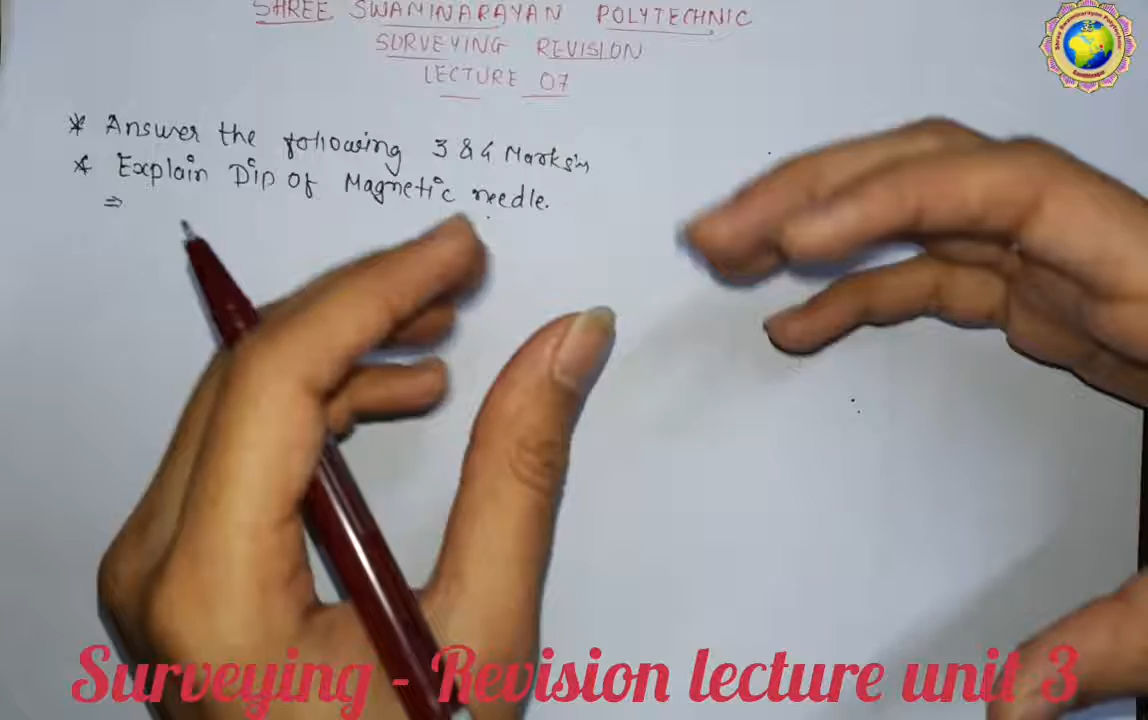 SHREE SWAMINARAYAN POLYTECHNIC
SURVEYING REVISION
LECTURE 07
* Answer the following 3 & 4 Marks
* Explain Dip Of Magnetic needle.
⇒
Surveying - Revision lecture unit 3